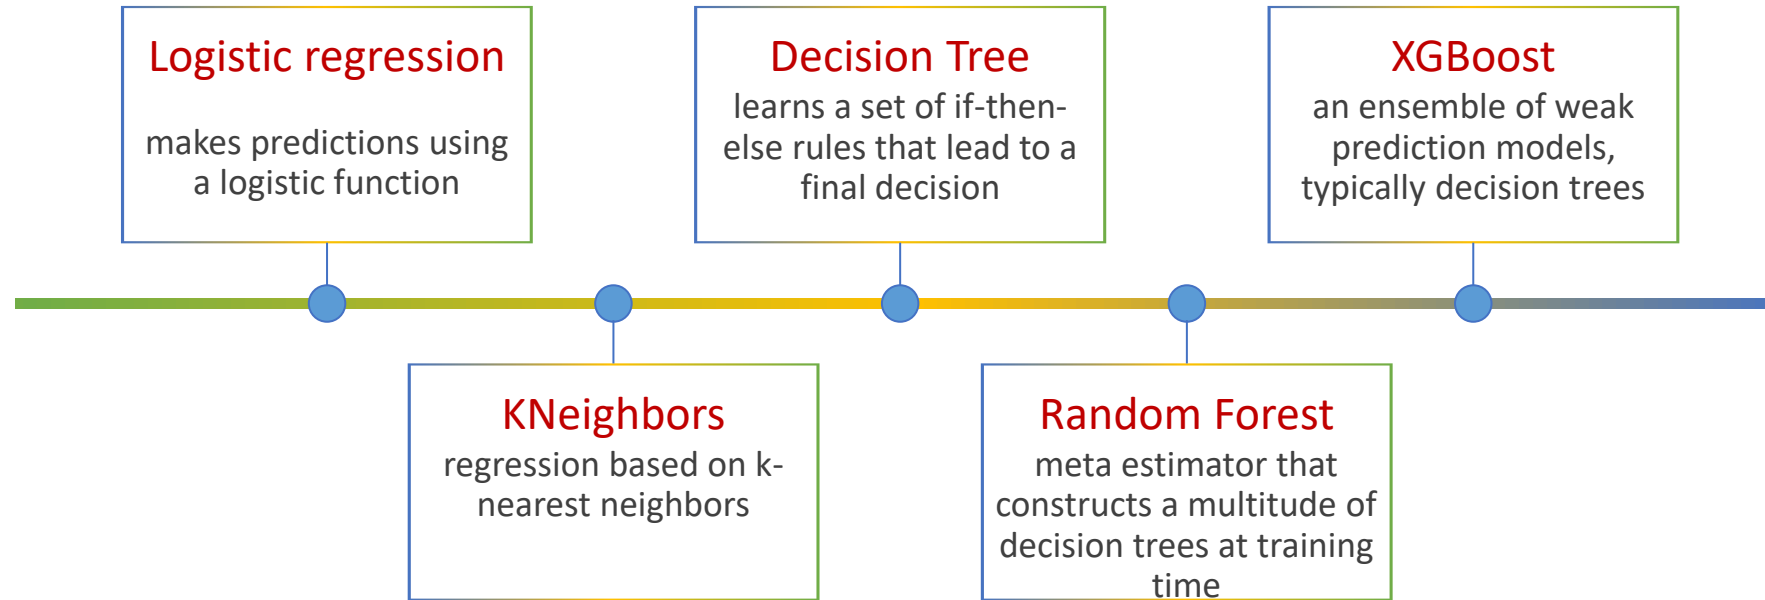 Logistic regression
makes predictions using
a logistic function
KNeighbors
regression based on k-
nearest neighbors
Decision Tree
learns a set of if-then-
else rules that lead to a
final decision
Random Forest
meta estimator that
constructs a multitude of
decision trees at training
time
XGBoost
an ensemble of weak
prediction models,
typically decision trees